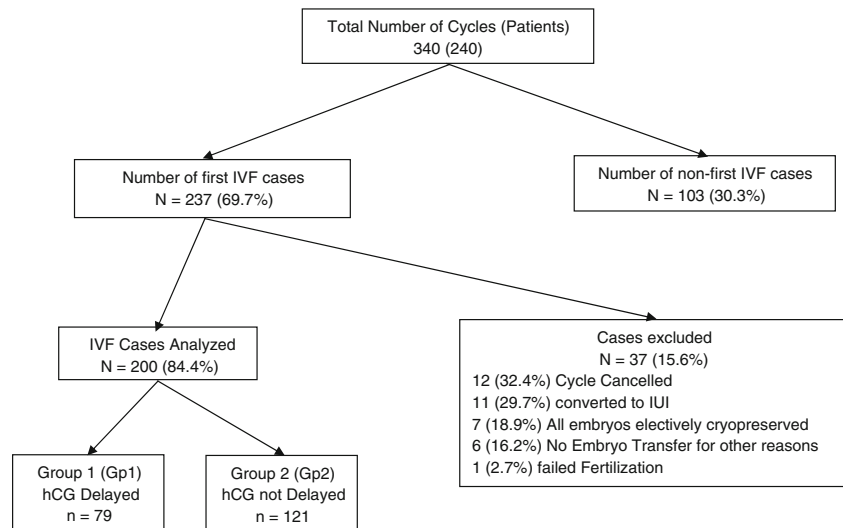 Total Number of Cycles (Patients)
340 (240)
Number of first IVF cases
N = 237 (69.7%)
Number of non-first IVF cases
N = 103 (30.3%)
IVF Cases Analyzed
N = 200 (84.4%)
Cases excluded
N = 37 (15.6%)
12 (32.4%) Cycle Cancelled
11 (29.7%) converted to IUI
7 (18.9%) All embryos electively cryopreserved
6 (16.2%) No Embryo Transfer for other reasons
1 (2.7%) failed Fertilization
Group 1 (Gp1)
hCG Delayed
n = 79
Group 2 (Gp2)
hCG not Delayed
n = 121